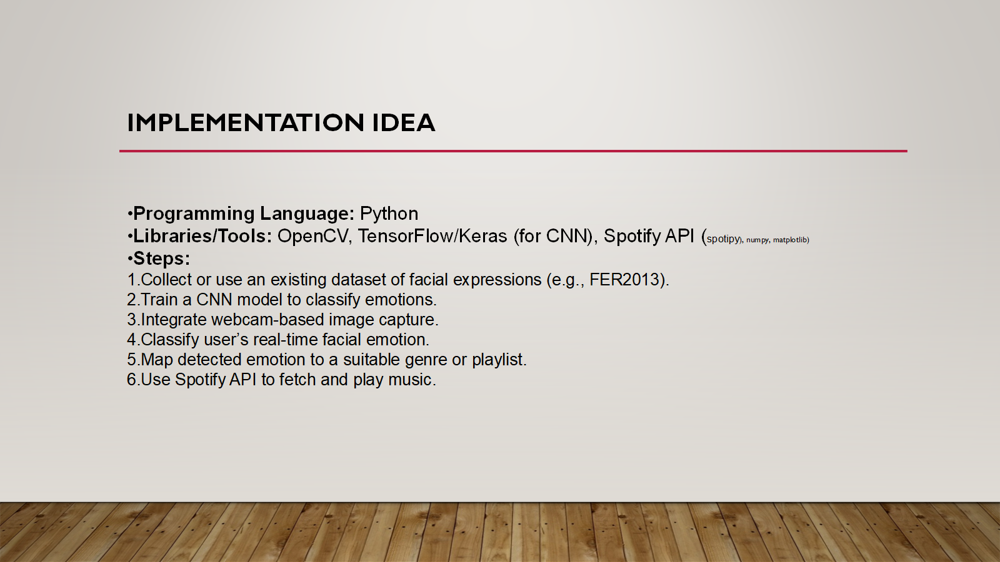 IMPLEMENTATION IDEA
•Programming Language: Python
•Libraries/Tools: OpenCV, TensorFlow/Keras (for CNN), Spotify API (spotipy), numpy, matplotlib)
•Steps:
1.Collect or use an existing dataset of facial expressions (e.g., FER2013).
2.Train a CNN model to classify emotions.
3.Integrate webcam-based image capture.
4.Classify user’s real-time facial emotion.
5.Map detected emotion to a suitable genre or playlist.
6.Use Spotify API to fetch and play music.